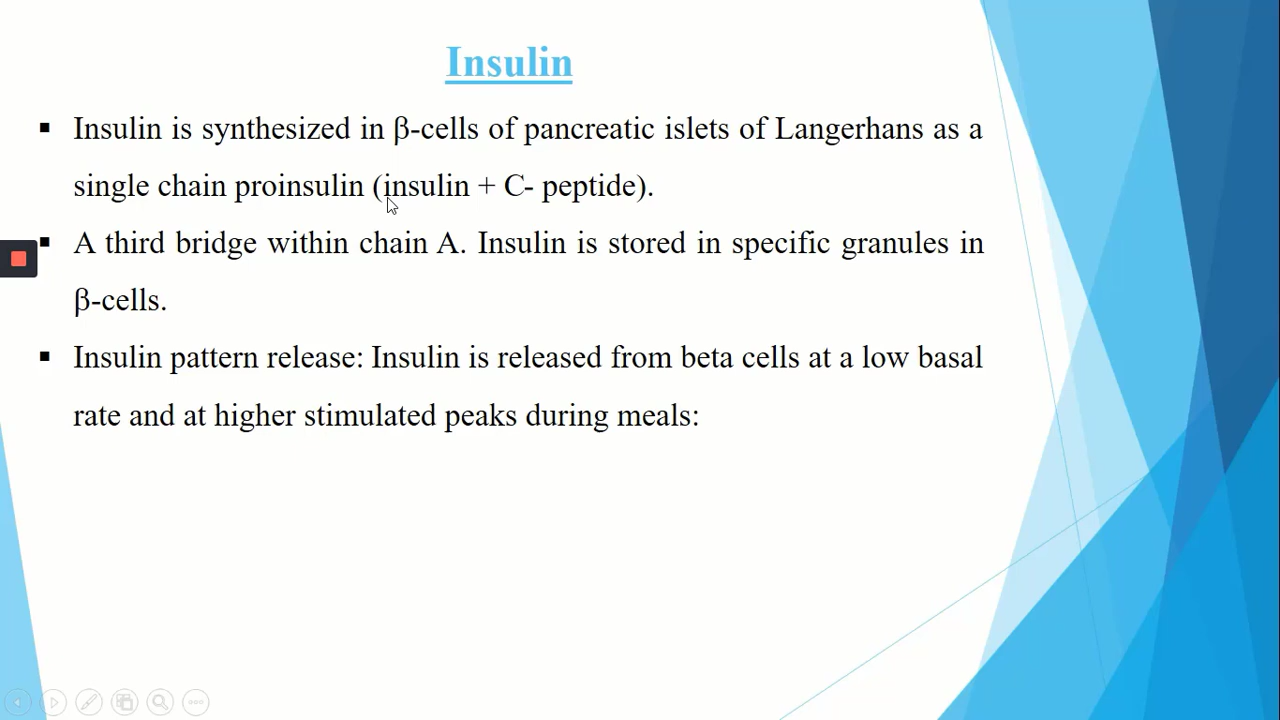 Insulin
▪ Insulin is synthesized in β-cells of pancreatic islets of Langerhans as a
single chain proinsulin (insulin + C- peptide).
▪ A third bridge within chain A. Insulin is stored in specific granules in
β-cells.
▪ Insulin pattern release: Insulin is released from beta cells at a low basal
rate and at higher stimulated peaks during meals: